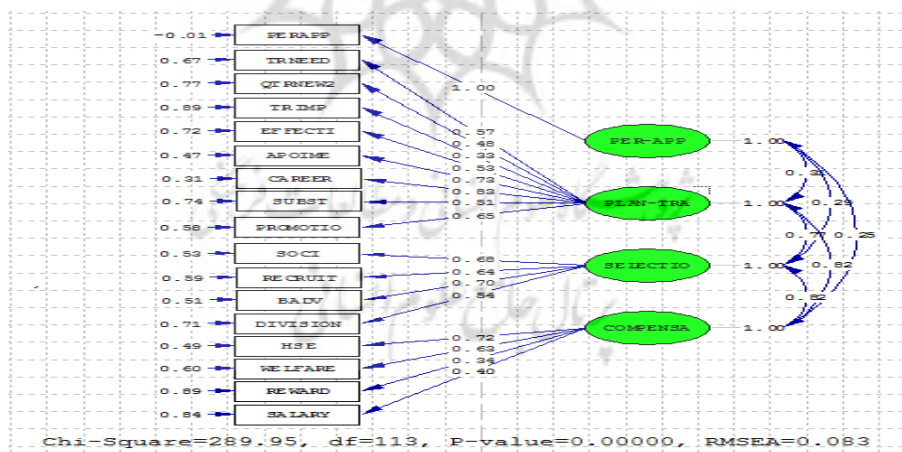 -0.01 PERAPP
0.67 TRNEED
0.77 QTRNEW2
1.00
0.89 TRIMP
0.72 EFFECTI
0.57
0.48
0.33
0.53
0.73
0.83
0.51
0.65
PER-APP 1.00
0.47 APOIME
0.31 CAREER
0.74 SUBST
PLAN-TRA 1.00
0.29
0.58 PROMOTIO
0.53 SOCI
0.68
0.64
0.70
0.54
0.77 0.25
0.59 RECRUIT
SELECTIO 1.00 0.82
0.51 BADV
0.71 DIVISION
0.82
0.49 HSE
0.72
0.63
0.34
0.40
COMPENSA 1.00
0.60 WELFARE
0.89 REWARD
0.84 SALARY
Chi-Square=289.95, df=113, P-value=0.00000, RMSEA=0.083